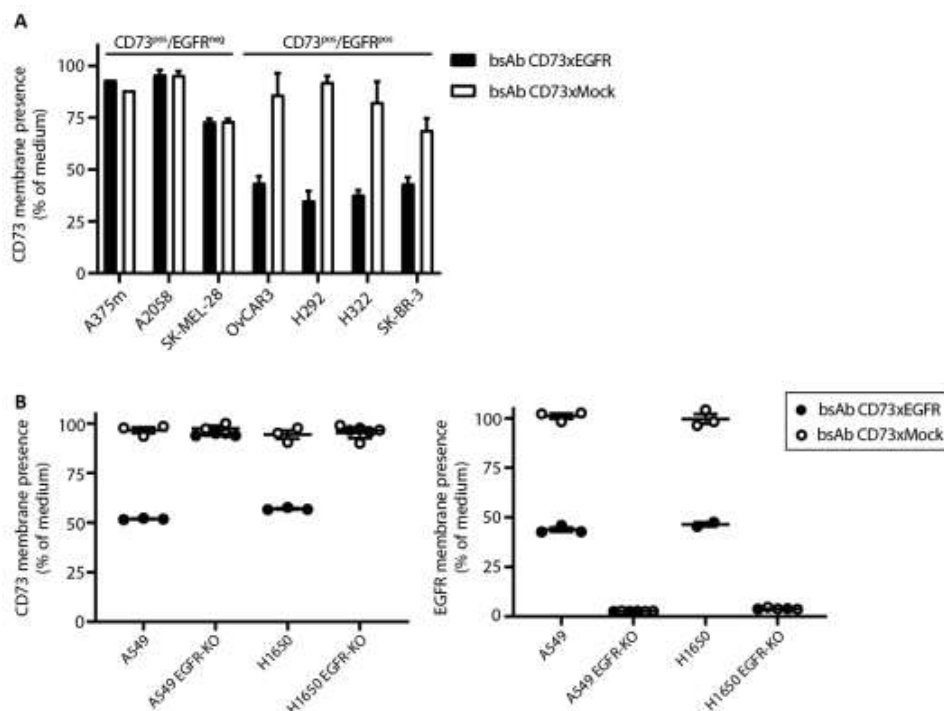 A
CD73pos/EGFRneg CD73pos/EGFRpos
bsAb CD73xEGFR
bsAb CD73xMock
CD73 membrane presence
(% of medium)
100
75
50
25
0
A375m
A2058
SK-MEL-28
OvCAR3
H292
H322
SK-BR-3
B
CD73 membrane presence
(% of medium)
100
75
50
25
0
A549
A549 EGFR-KO
H1650
H1650 EGFR-KO
EGFR membrane presence
(% of medium)
100
75
50
25
0
A549
A549 EGFR-KO
H1650
H1650 EGFR-KO
bsAb CD73xEGFR
bsAb CD73xMock